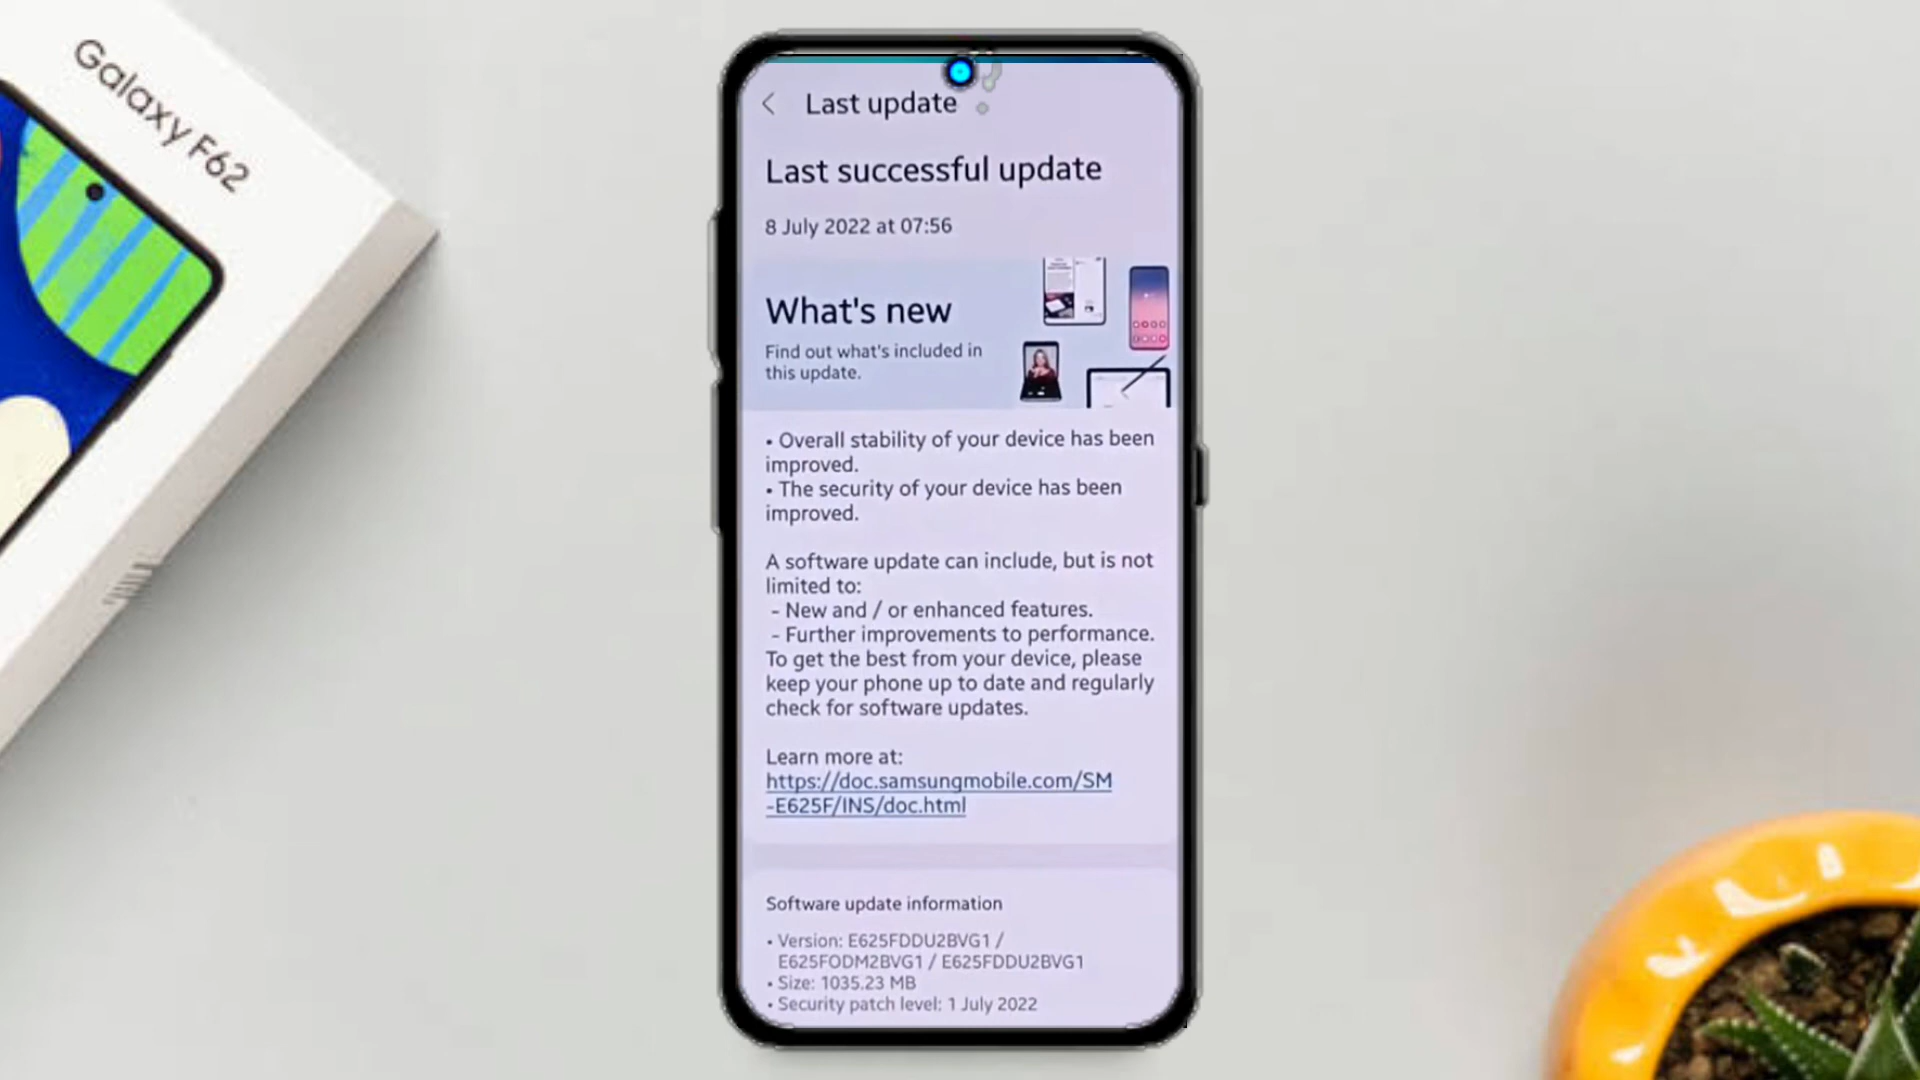 Galaxy F62
Last update
Last successful update
8 July 2022 at 07:56
What's new
Find out what's included in
this update.
• Overall stability of your device has been
improved.
• The security of your device has been
improved.
A software update can include, but is not
limited to:
- New and / or enhanced features.
- Further improvements to performance.
To get the best from your device, please
keep your phone up to date and regularly
check for software updates.
Learn more at:
https://doc.samsungmobile.com/SM
-E625F/INS/doc.html
Software update information
• Version: E625FDDU2BVG1 /
E625FODM2BVG1 / E625FDDU2BVG1
• Size: 1035.23 MB
• Security patch level: 1 July 2022